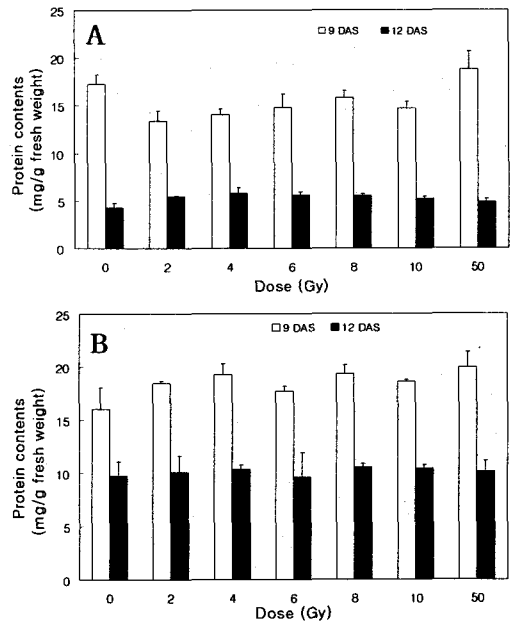 A
9 DAS 12 DAS
Protein contents
(mg/g fresh weight)
25
20
15
10
5
0
0 2 4 6 8 10 50
Dose (Gy)
B
9 DAS 12 DAS
Protein contents
(mg/g fresh weight)
25
20
15
10
5
0
0 2 4 6 8 10 50
Dose (Gy)